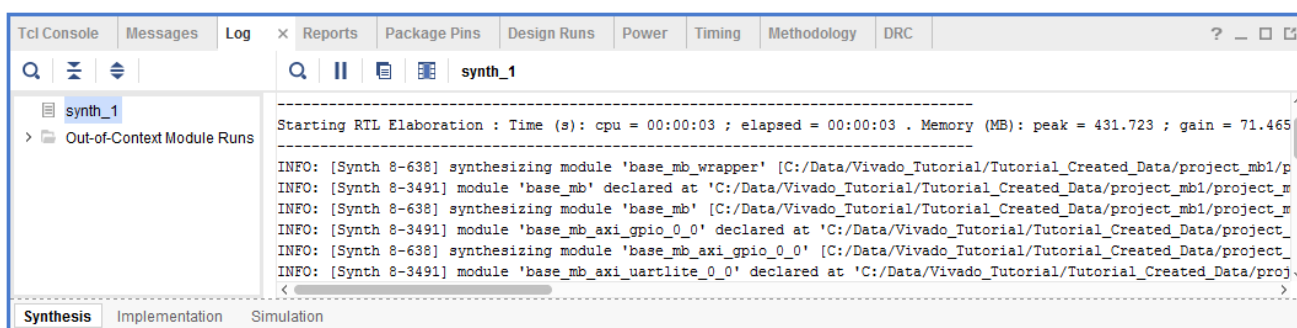 Tcl Console Messages Log × Reports Package Pins Design Runs Power Timing Methodology DRC ?
synth_1
synth_1
Out-of-Context Module Runs
--------------------------------------------------------------------------------
Starting RTL Elaboration : Time (s): cpu = 00:00:03 ; elapsed = 00:00:03 . Memory (MB): peak = 431.723 ; gain = 71.465
--------------------------------------------------------------------------------
INFO: [Synth 8-638] synthesizing module 'base_mb_wrapper' [C:/Data/Vivado_Tutorial/Tutorial_Created_Data/project_mb1/p
INFO: [Synth 8-3491] module 'base_mb' declared at 'C:/Data/Vivado_Tutorial/Tutorial_Created_Data/project_mb1/project_m
INFO: [Synth 8-638] synthesizing module 'base_mb' [C:/Data/Vivado_Tutorial/Tutorial_Created_Data/project_mb1/project_m
INFO: [Synth 8-3491] module 'base_mb_axi_gpio_0_0' declared at 'C:/Data/Vivado_Tutorial/Tutorial_Created_Data/project_
INFO: [Synth 8-638] synthesizing module 'base_mb_axi_gpio_0_0' [C:/Data/Vivado_Tutorial/Tutorial_Created_Data/project_
INFO: [Synth 8-3491] module 'base_mb_axi_uartlite_0_0' declared at 'C:/Data/Vivado_Tutorial/Tutorial_Created_Data/proj
Synthesis Implementation Simulation